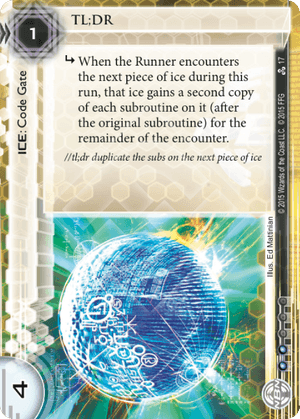 TL;DR
1
ICE: Code Gate
↳ When the Runner encounters
the next piece of ice during this
run, that ice gains a second copy
of each subroutine on it (after
the original subroutine) for the
remainder of the encounter.
//tl;dr duplicate the subs on the next piece of ice
17
© 2015 Wizards of the Coast LLC. © 2015 FFG
Illus. Ed Mattinian
4